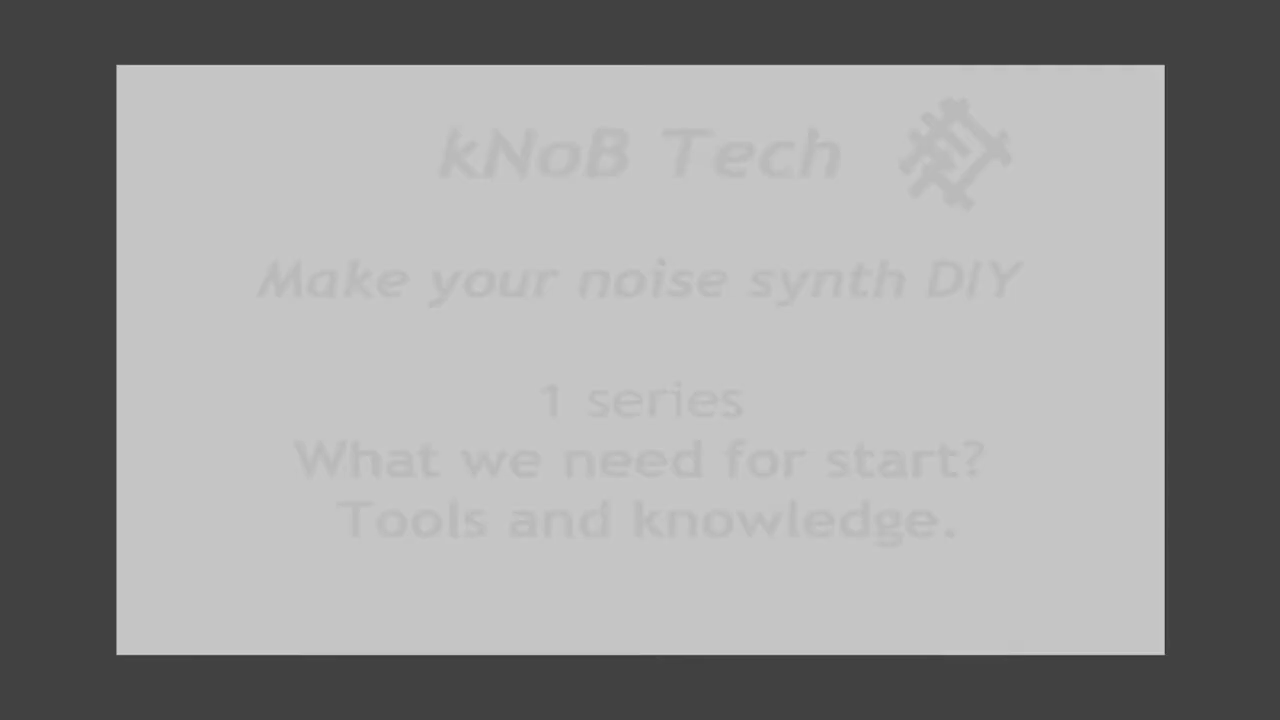 kNoB Tech
Make your noise synth DIY
1 series
What we need for start?
Tools and knowledge.